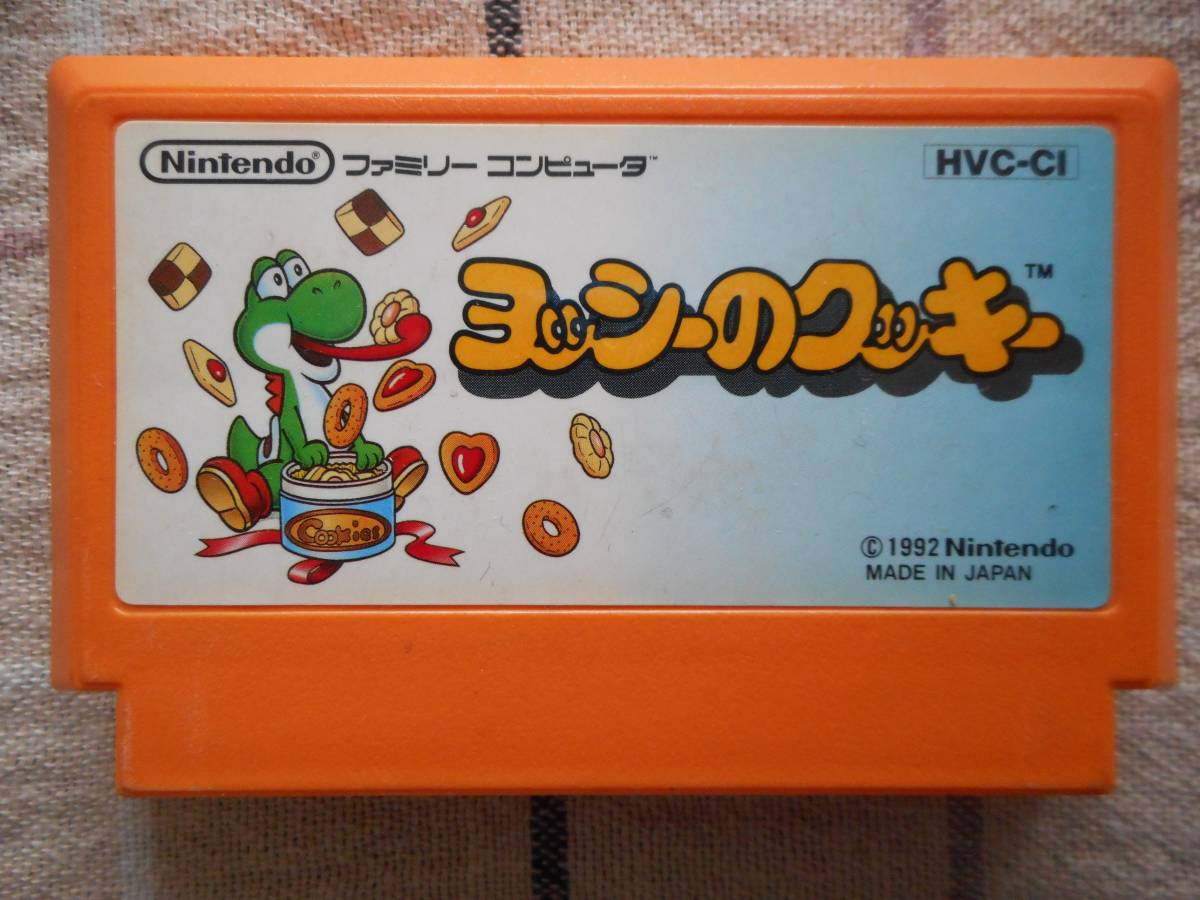 Nintendo® ファミリー コンピュータ™
HVC-CI
ヨッシーのクッキー™
Cookies
©1992 Nintendo
MADE IN JAPAN